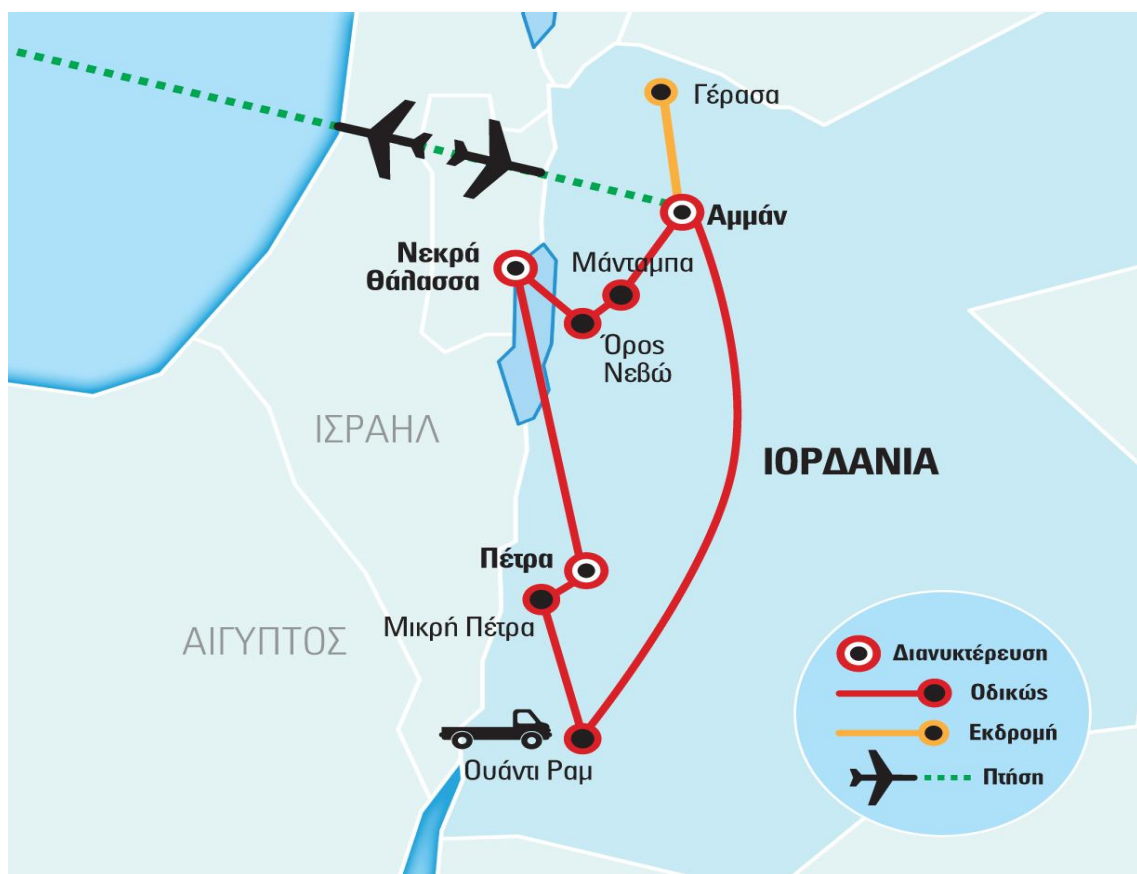 Γέρασα
Αμμάν
Νεκρά
θάλασσα
Μάνταμπα
Όρος
Νεβώ
ΙΣΡΑΗΛ
ΙΟΡΔΑΝΙΑ
Πέτρα
Μικρή Πέτρα
ΑΙΓΥΠΤΟΣ
Ουάντι Ραμ
Διανυκτέρευση
Οδικώς
Εκδρομή
Πτήση